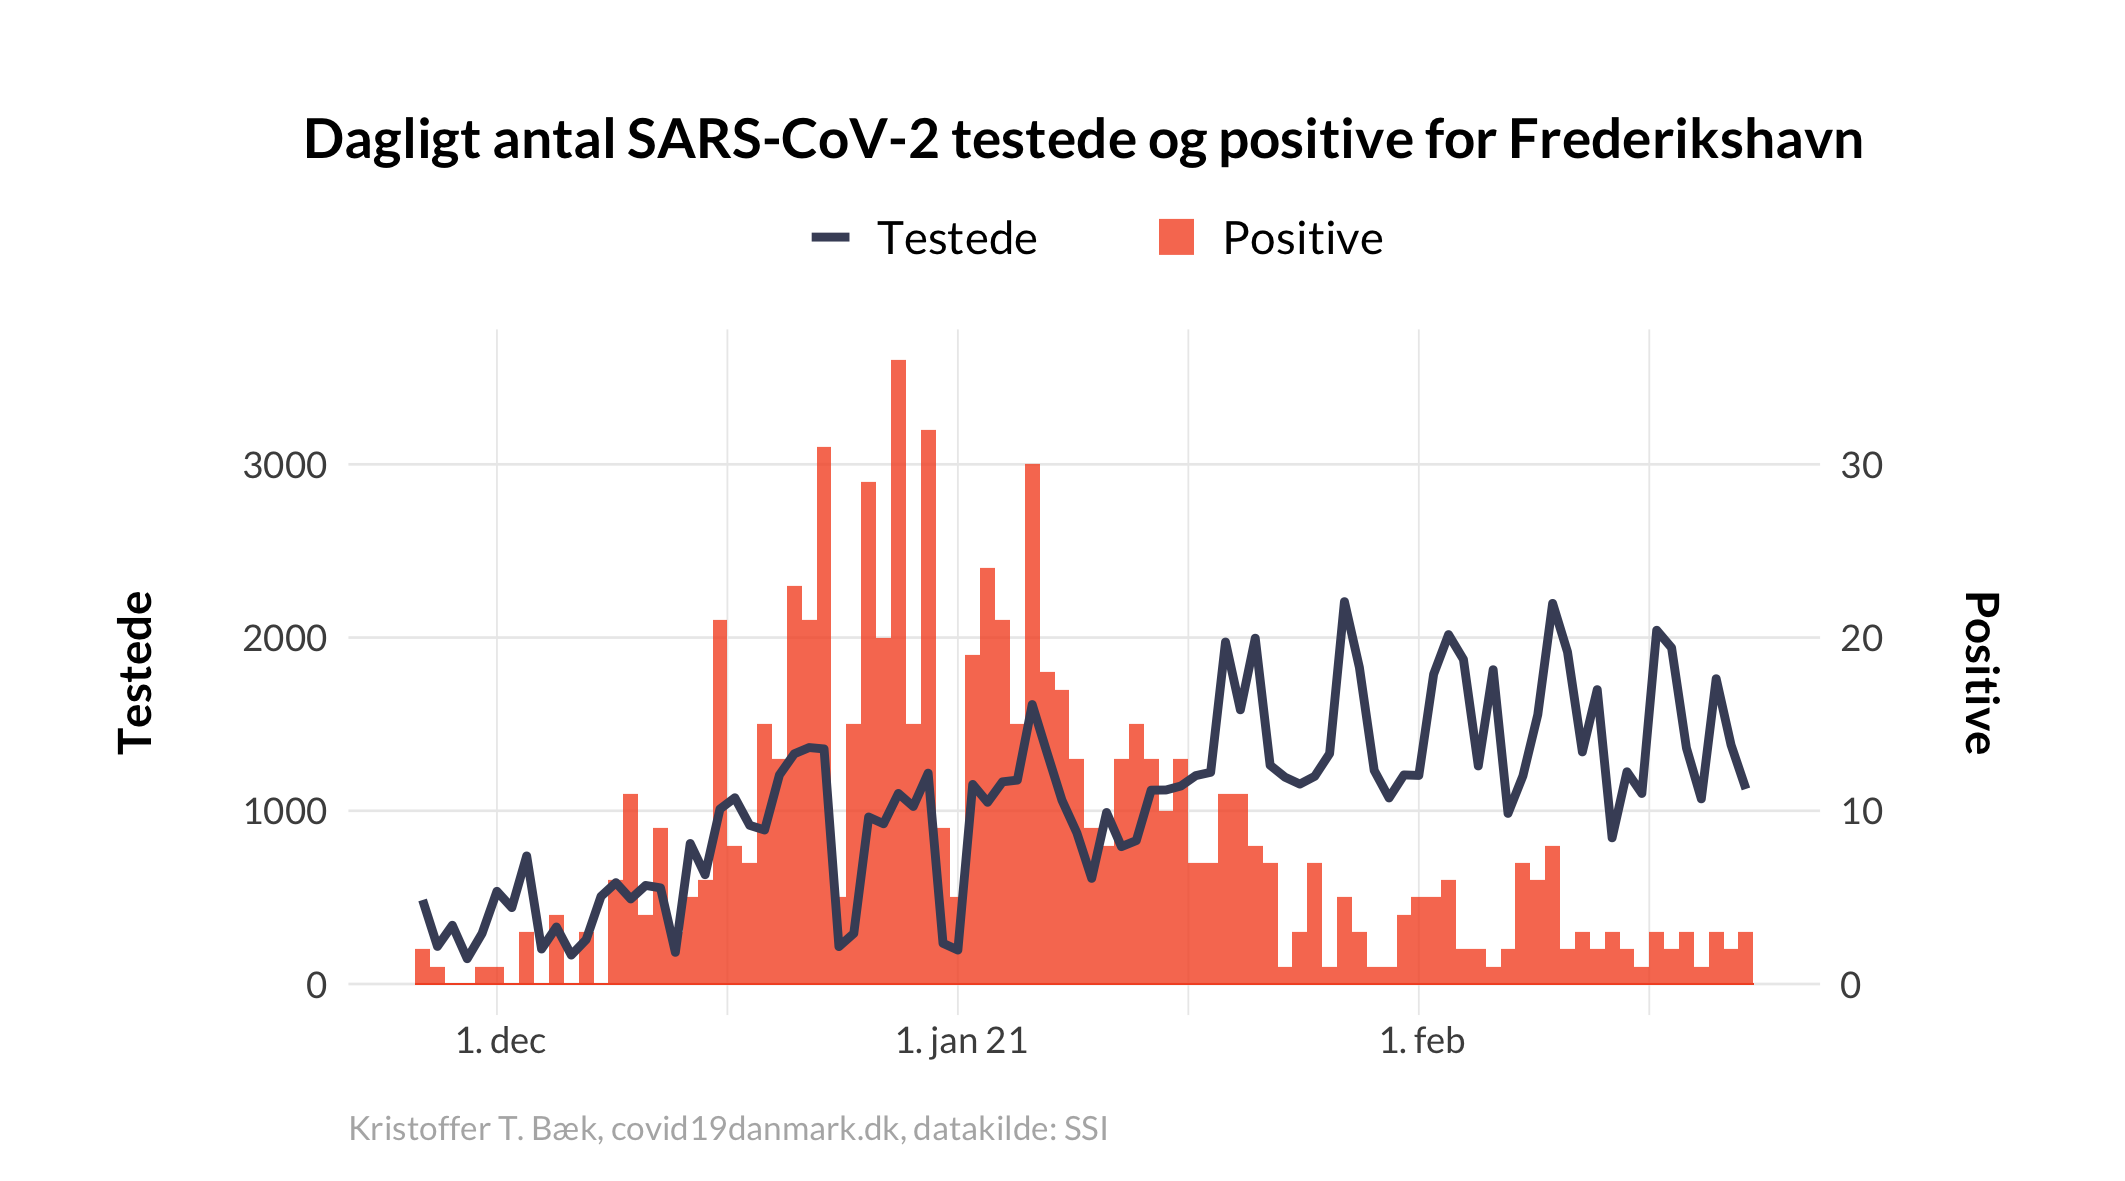 Dagligt antal SARS-CoV-2 testede og positive for Frederikshavn
Testede Positive
3000 30
2000 20
1000 10
0 0
Testede
Positive
1. dec 1. jan 21 1. feb
Kristoffer T. Bæk, covid19danmark.dk, datakilde: SSI